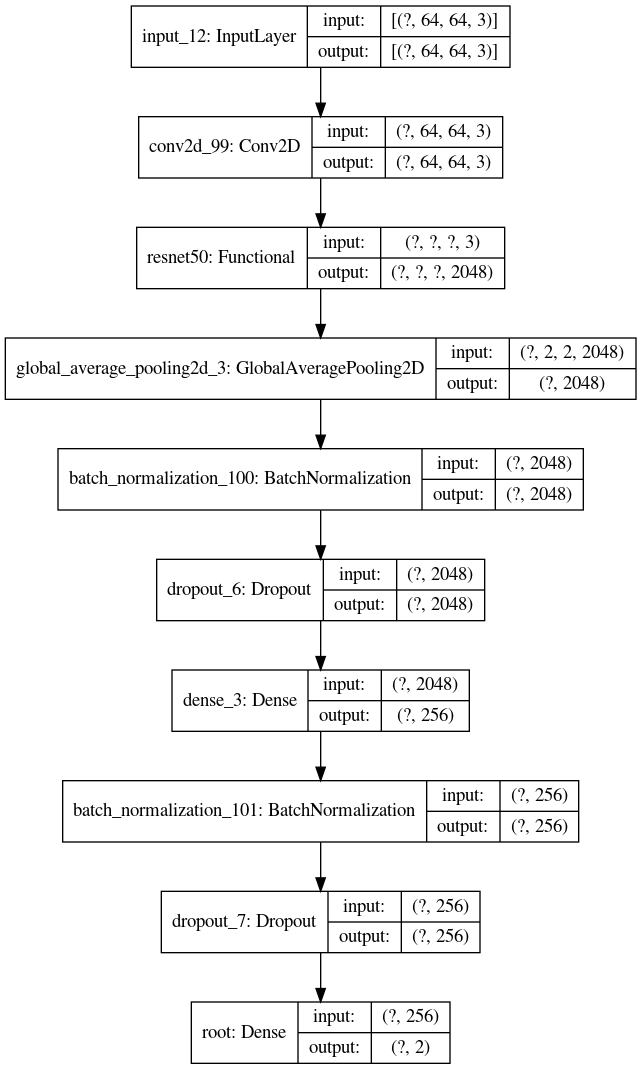 input_12: InputLayer
input: [(?, 64, 64, 3)]
output: [(?, 64, 64, 3)]
conv2d_99: Conv2D
input: (?, 64, 64, 3)
output: (?, 64, 64, 3)
resnet50: Functional
input: (?, ?, ?, 3)
output: (?, ?, ?, 2048)
global_average_pooling2d_3: GlobalAveragePooling2D
input: (?, 2, 2, 2048)
output: (?, 2048)
batch_normalization_100: BatchNormalization
input: (?, 2048)
output: (?, 2048)
dropout_6: Dropout
input: (?, 2048)
output: (?, 2048)
dense_3: Dense
input: (?, 2048)
output: (?, 256)
batch_normalization_101: BatchNormalization
input: (?, 256)
output: (?, 256)
dropout_7: Dropout
input: (?, 256)
output: (?, 256)
root: Dense
input: (?, 256)
output: (?, 2)